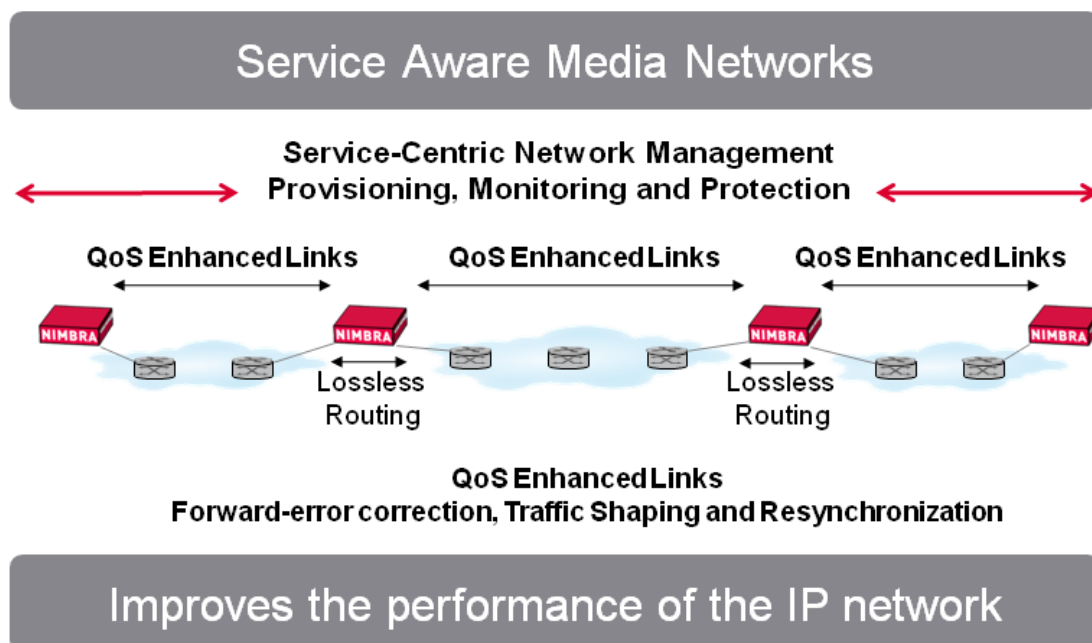 Service Aware Media Networks
Service-Centric Network Management
Provisioning, Monitoring and Protection
QoS Enhanced Links
QoS Enhanced Links
QoS Enhanced Links
NIMBRA
NIMBRA
NIMBRA
NIMBRA
Lossless
Routing
Lossless
Routing
QoS Enhanced Links
Forward-error correction, Traffic Shaping and Resynchronization
Improves the performance of the IP network